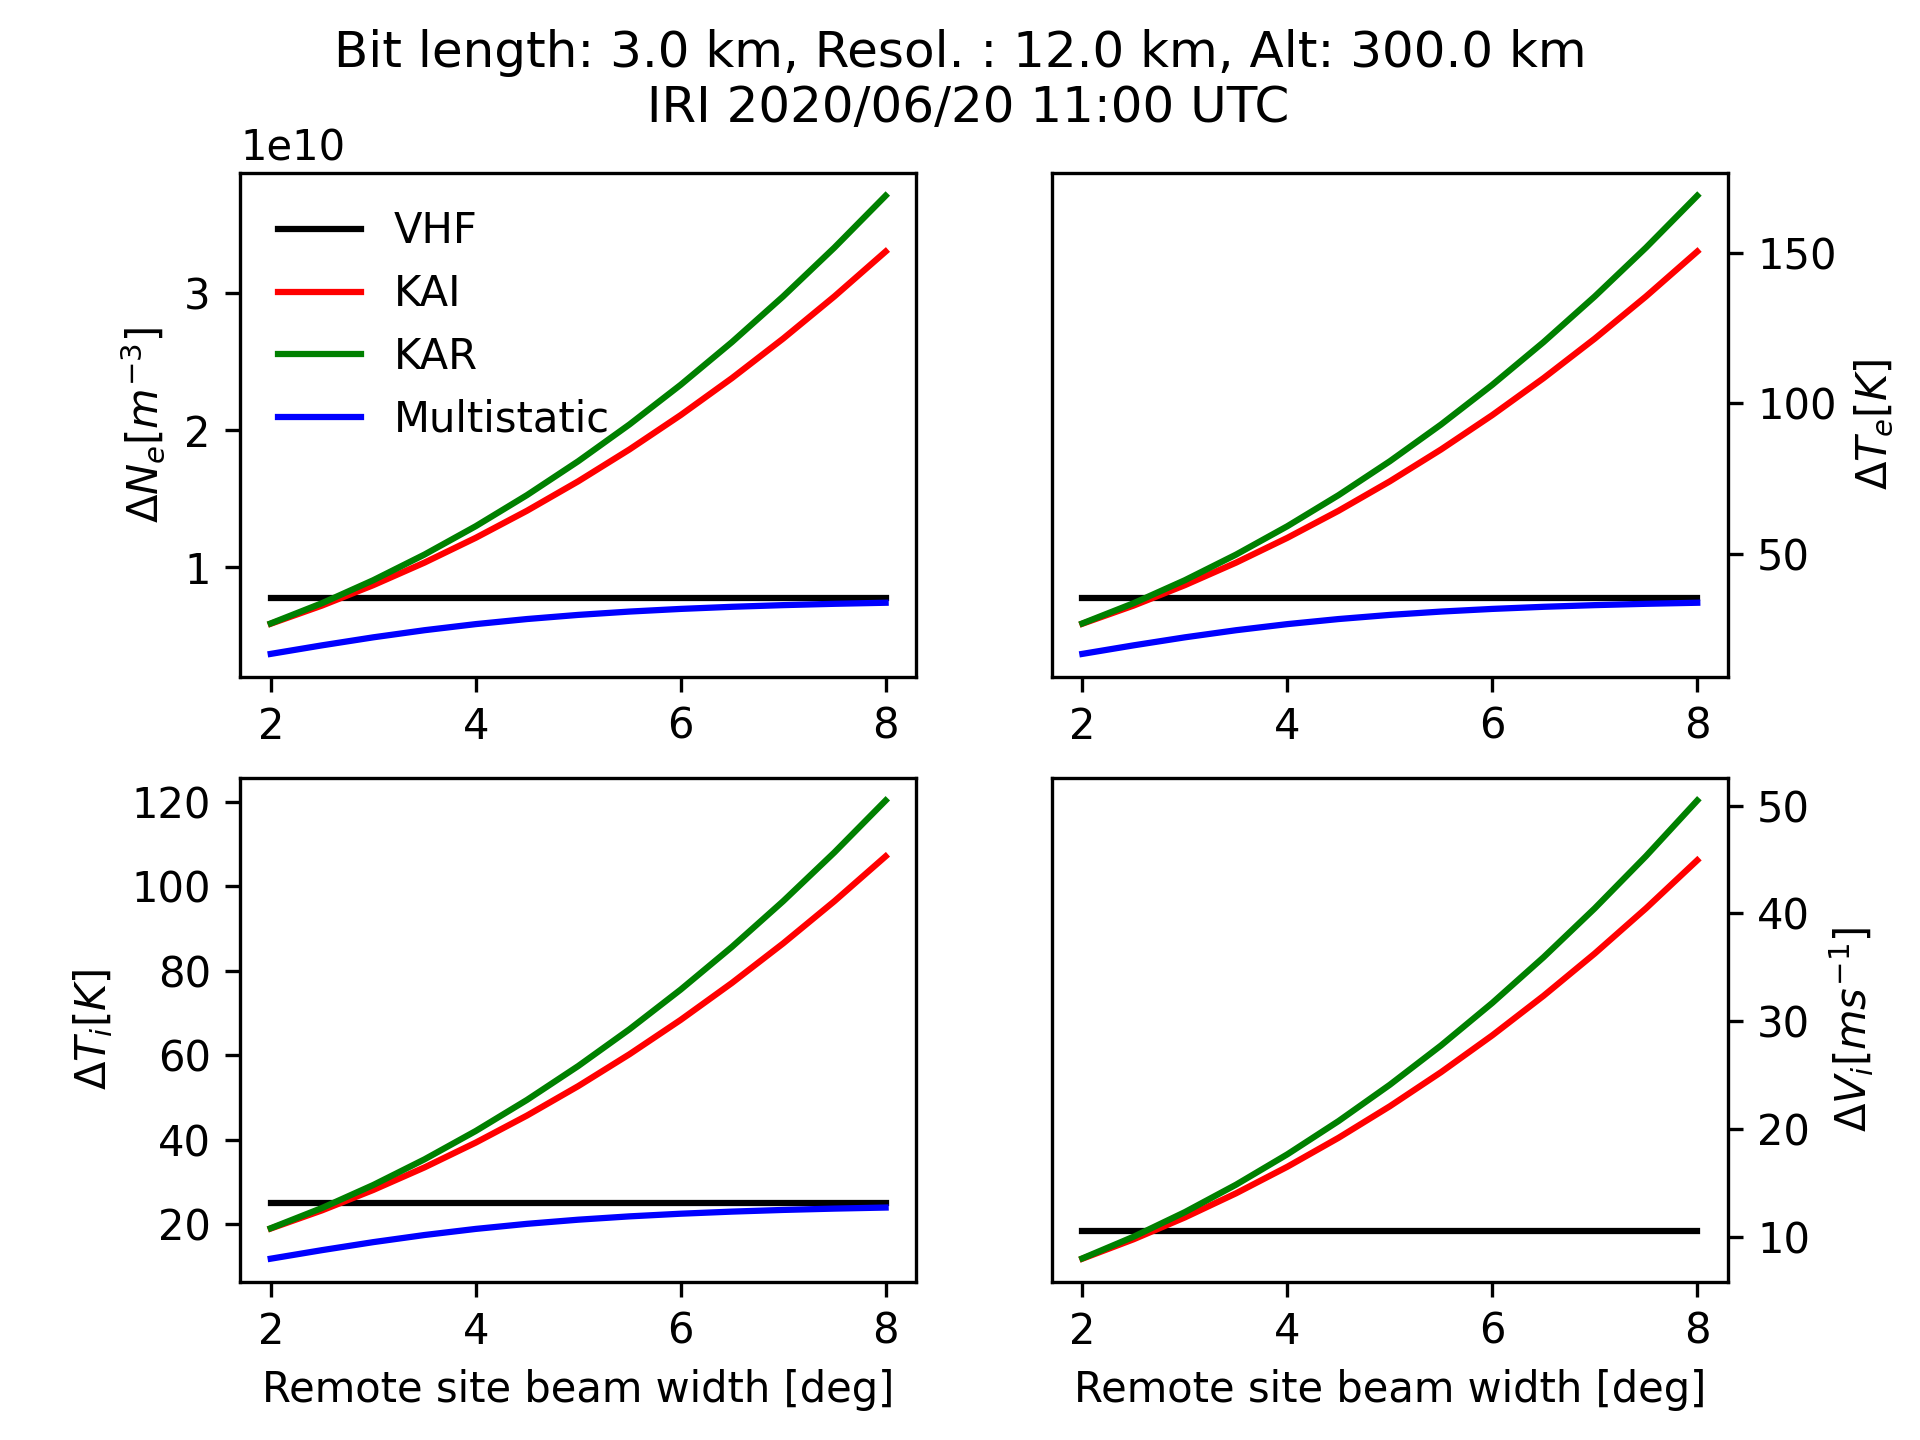 Bit length: 3.0 km, Resol. : 12.0 km, Alt: 300.0 km
IRI 2020/06/20 11:00 UTC
1e10
VHF
KAI
KAR
Multistatic
3
2
1
ΔN_e[m^{-3}]
2 4 6 8
150
100
50
ΔT_e[K]
2 4 6 8
120
100
80
60
40
20
ΔT_i[K]
2 4 6 8
Remote site beam width [deg]
50
40
30
20
10
ΔV_i[ms^{-1}]
2 4 6 8
Remote site beam width [deg]